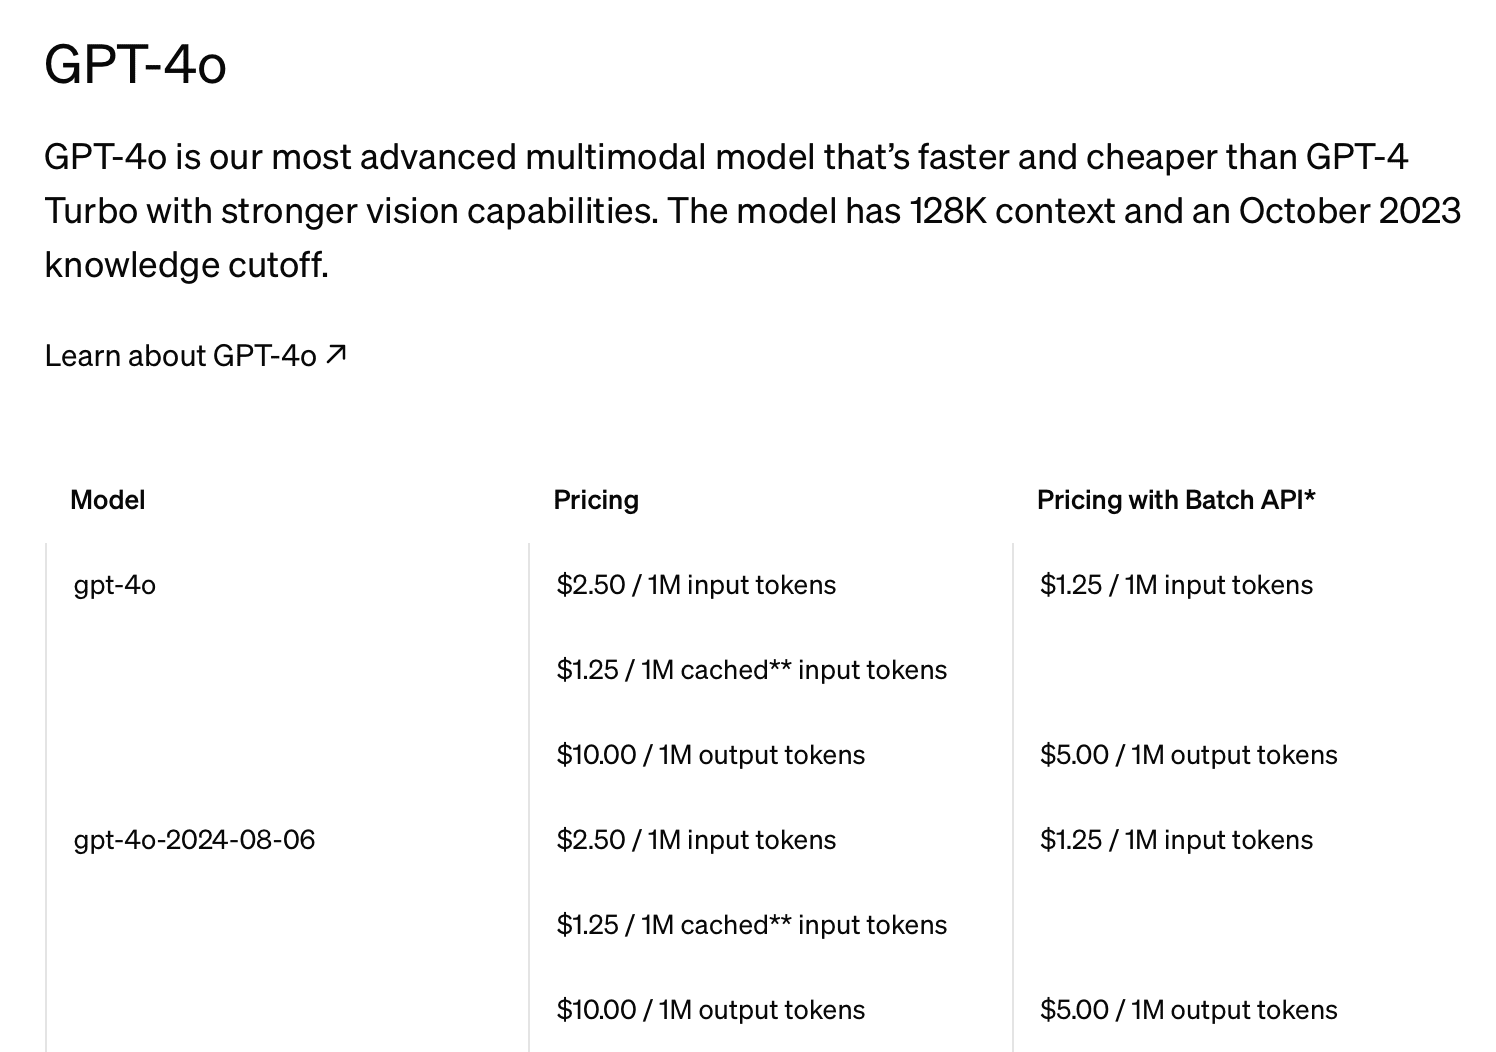 GPT-4o
GPT-4o is our most advanced multimodal model that’s faster and cheaper than GPT-4
Turbo with stronger vision capabilities. The model has 128K context and an October 2023
knowledge cutoff.
Learn about GPT-4o ↗
Model Pricing Pricing with Batch API*
gpt-4o $2.50 / 1M input tokens $1.25 / 1M input tokens
$1.25 / 1M cached** input tokens
$10.00 / 1M output tokens $5.00 / 1M output tokens
gpt-4o-2024-08-06 $2.50 / 1M input tokens $1.25 / 1M input tokens
$1.25 / 1M cached** input tokens
$10.00 / 1M output tokens $5.00 / 1M output tokens